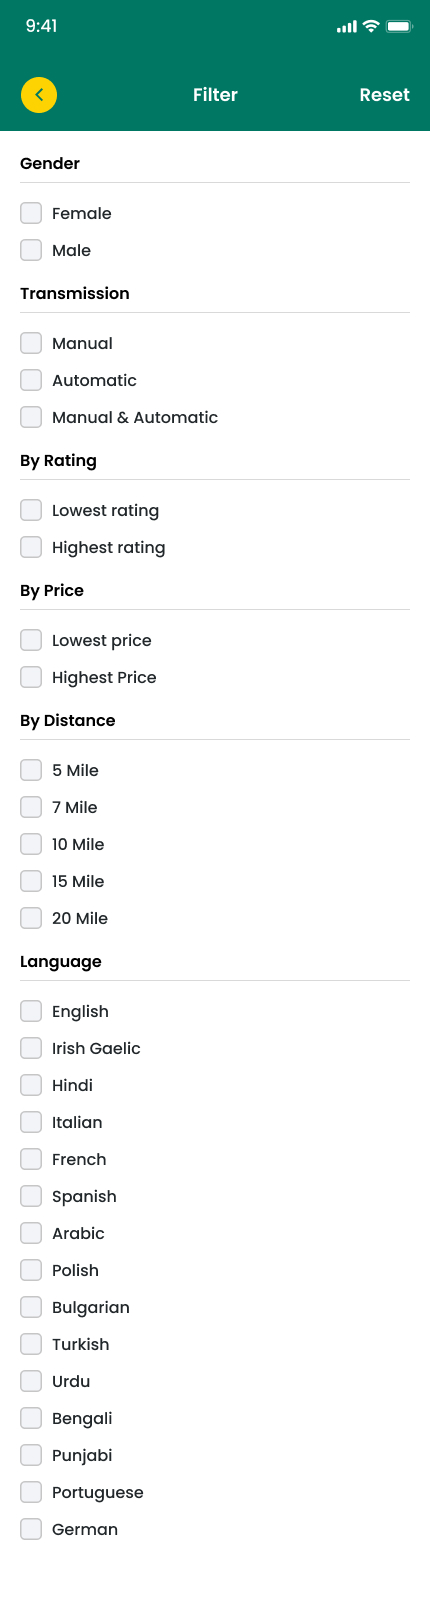 9:41
Filter
Reset
Gender
Female
Male
Transmission
Manual
Automatic
Manual & Automatic
By Rating
Lowest rating
Highest rating
By Price
Lowest price
Highest Price
By Distance
5 Mile
7 Mile
10 Mile
15 Mile
20 Mile
Language
English
Irish Gaelic
Hindi
Italian
French
Spanish
Arabic
Polish
Bulgarian
Turkish
Urdu
Bengali
Punjabi
Portuguese
German